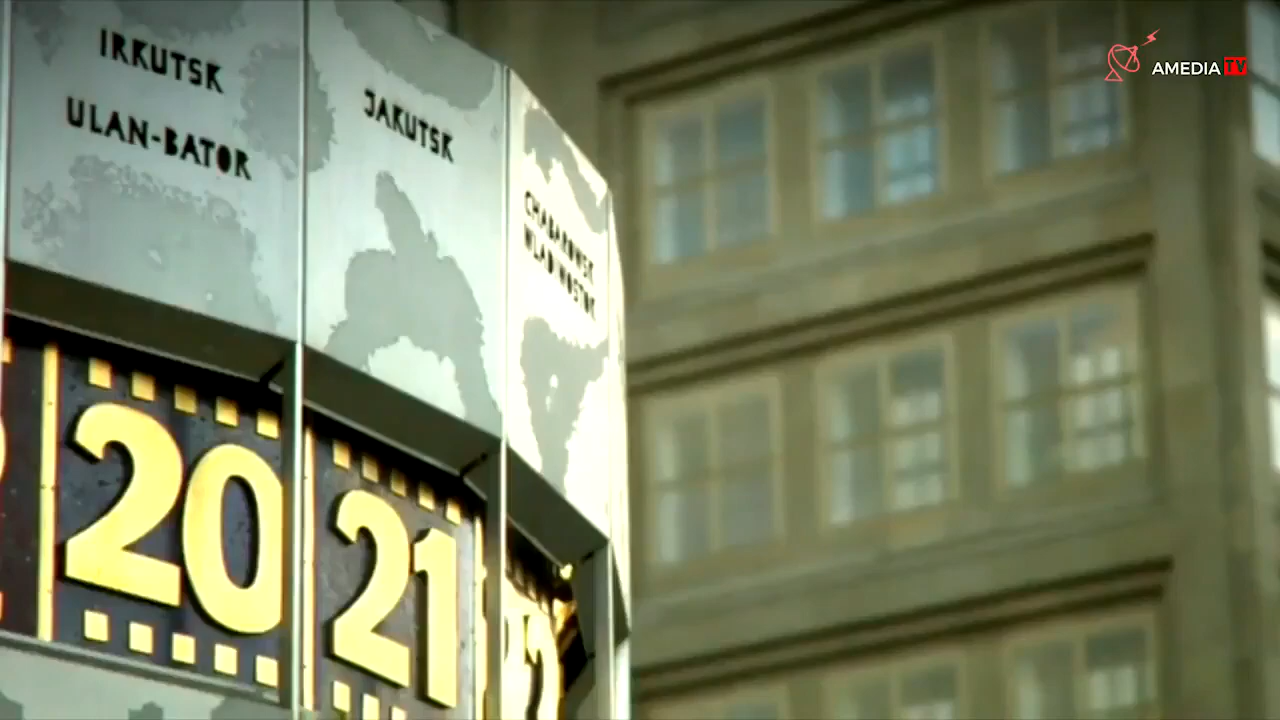 IRKUTSK
ULAN-BATOR
JAKUTSK
CHABAROWSK
WLADIWOSTOK
20
21
AMEDIA TV